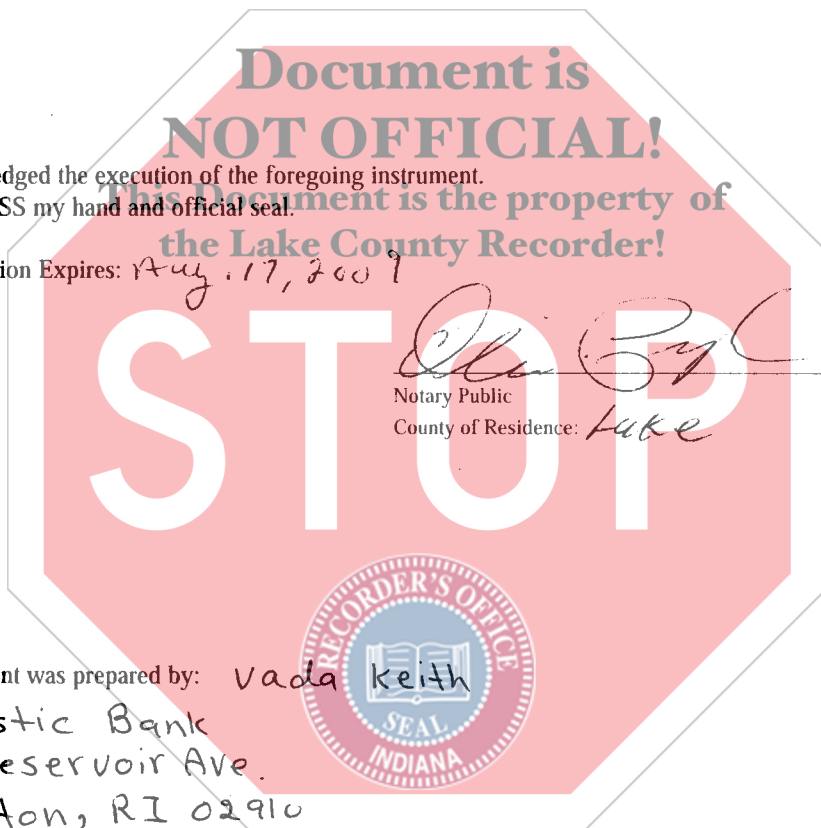 Document is
NOT OFFICIAL!
dged the execution of the foregoing instrument.
This Document is the property of
SS my hand and official seal.
the Lake County Recorder!
ion Expires: Aug. 17, 2009
STOP
Notary Public
County of Residence: Lake
RECORDER'S OFFICE
SEAL
INDIANA
nt was prepared by: Vada Keith
stic Bank
eservoir Ave.
ton, RI 02910